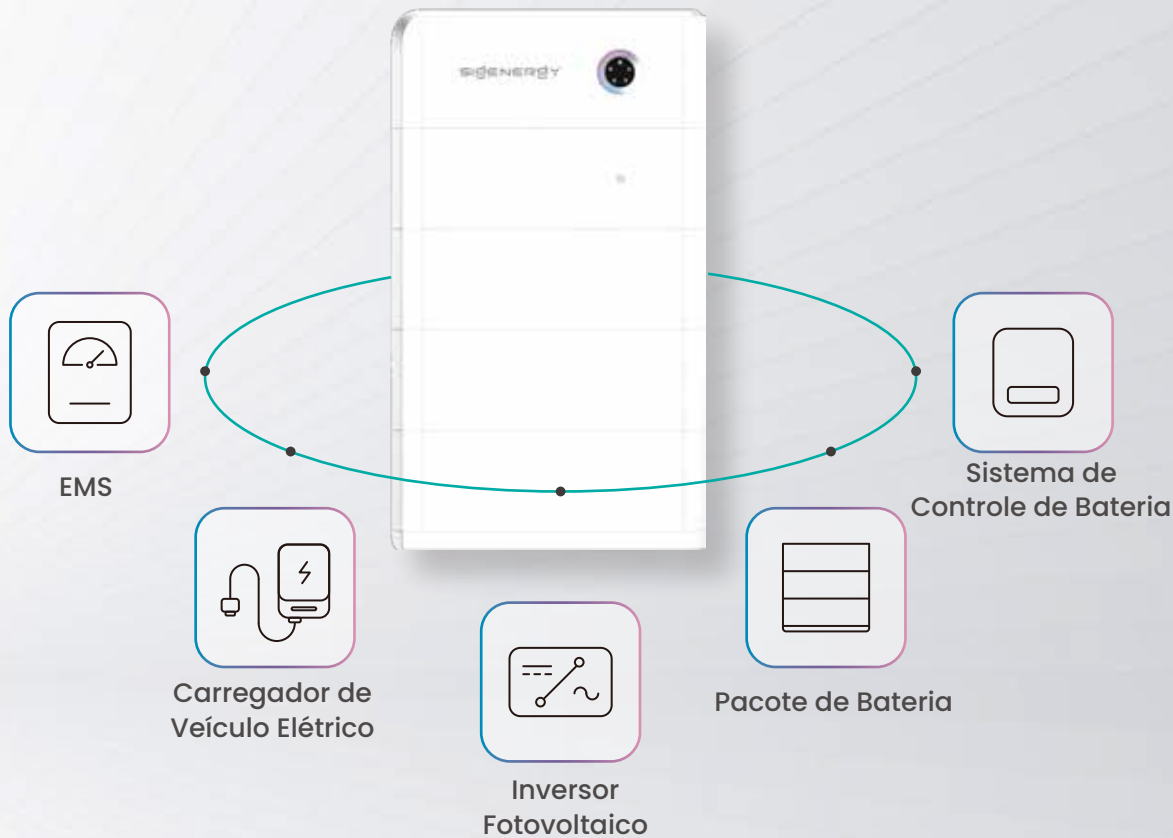 SIGENERGY
EMS
Sistema de
Controle de Bateria
Carregador de
Veículo Elétrico
Pacote de Bateria
Inversor
Fotovoltaico